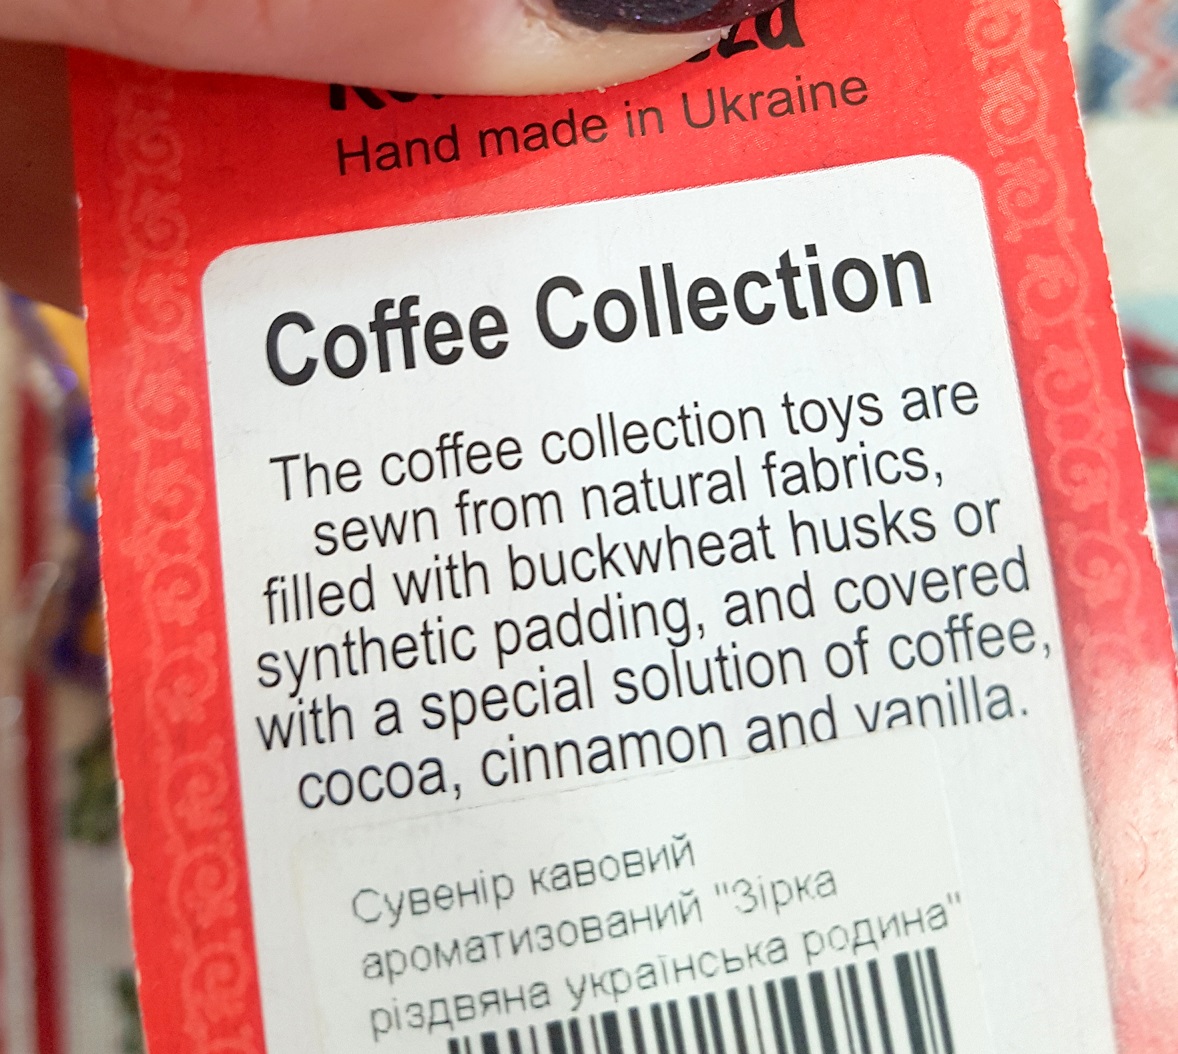 Hand made in Ukraine
Coffee Collection
The coffee collection toys are
sewn from natural fabrics,
filled with buckwheat husks or
synthetic padding, and covered
with a special solution of coffee,
cocoa, cinnamon and vanilla.
Сувенір кавовий
ароматизований "Зірка
різдвяна українська родина"